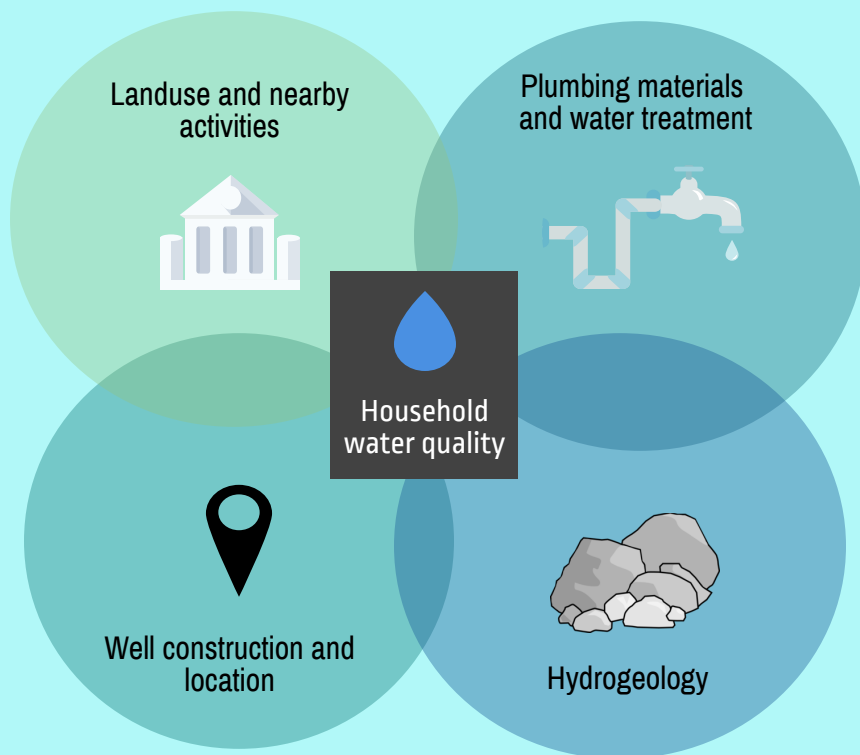 Landuse and nearby
activities
Plumbing materials
and water treatment
Household
water quality
Well construction and
location
Hydrogeology